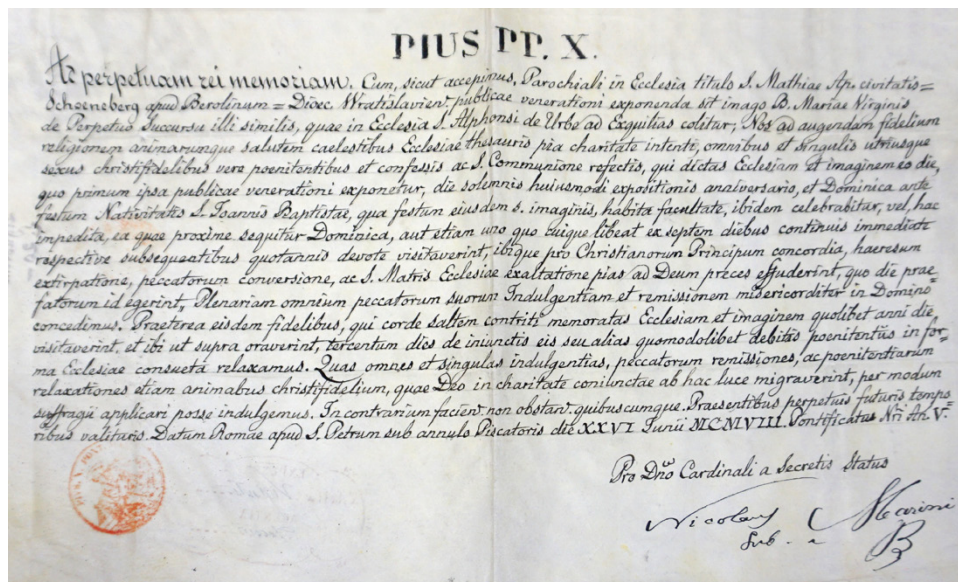 PIUS PP. X.
Ad perpetuam rei memoriam. Cum, sicut accepimus, Parochiali in Ecclesia titulo S. Mathiae Ap. civitatis=
Schoeneberg apud Berolinum = Dioec. Wratislavien. publicae venerationi exponenda sit imago B. Mariae Virginis
de Perpetuo Succursu illi similis, quae in Ecclesia S. Alphonsi de Urbe ad Exquilias colitur; Nos ad augendam fidelium
religionem animarumque salutem caelestibus Ecclesiae thesauris pia charitate intenti, omnibus et singulis utriusque
sexus christifidelibus vere poenitentibus et confessis ac S. Communione refectis, qui dictas Ecclesiam et imaginem eo die,
quo primum ipsa publicae venerationi exponetur, die solemnis huiusmodi expositionis anniversario, et Dominica ante
festum Nativitatis S. Joannis Baptistae, qua festum eiusdem s. imaginis, habita facultate, ibidem celebrabitur, vel, hac
impedita, ea quae proxime sequitur Dominica, aut etiam uno quo cuique libeat ex septem diebus continuis immediate
respective subsequentibus quotannis devote visitaverint, ibique pro Christianorum Principum concordia, haeresum
extirpatione, peccatorum conversione, ac S. Matris Ecclesiae exaltatione pias ad Deum preces effuderint, quo die prae=
fatorum id egerint, Plenariam omnium peccatorum suorum Indulgentiam et remissionem misericorditer in Domino
concedimus. Praeterea eisdem fidelibus, qui corde saltem contriti memoratas Ecclesiam et imaginem quolibet anni die
visitaverint, et ibi ut supra oraverint, tercentum dies de iniunctis eis seu alias quomodolibet debitis poenitentiis in for=
ma Ecclesiae consueta relaxamus. Quas omnes et singulas indulgentias, peccatorum remissiones, ac poenitentiarum
relaxationes etiam animabus christifidelium, quae Deo in charitate coniunctae ab hac luce migraverint, per modum
suffragii applicari posse indulgemus. In contrarium facien. non obstan. quibuscumque. Praesentibus perpetuis futuris tempo=
ribus valituris. Datum Romae apud S. Petrum sub annulo Piscatoris die XXVI Junii MCMVIII. Pontificatus Nri An. V.
Pro Dno Cardinali a Secretis Status
Nicolaus Marini
Sub.